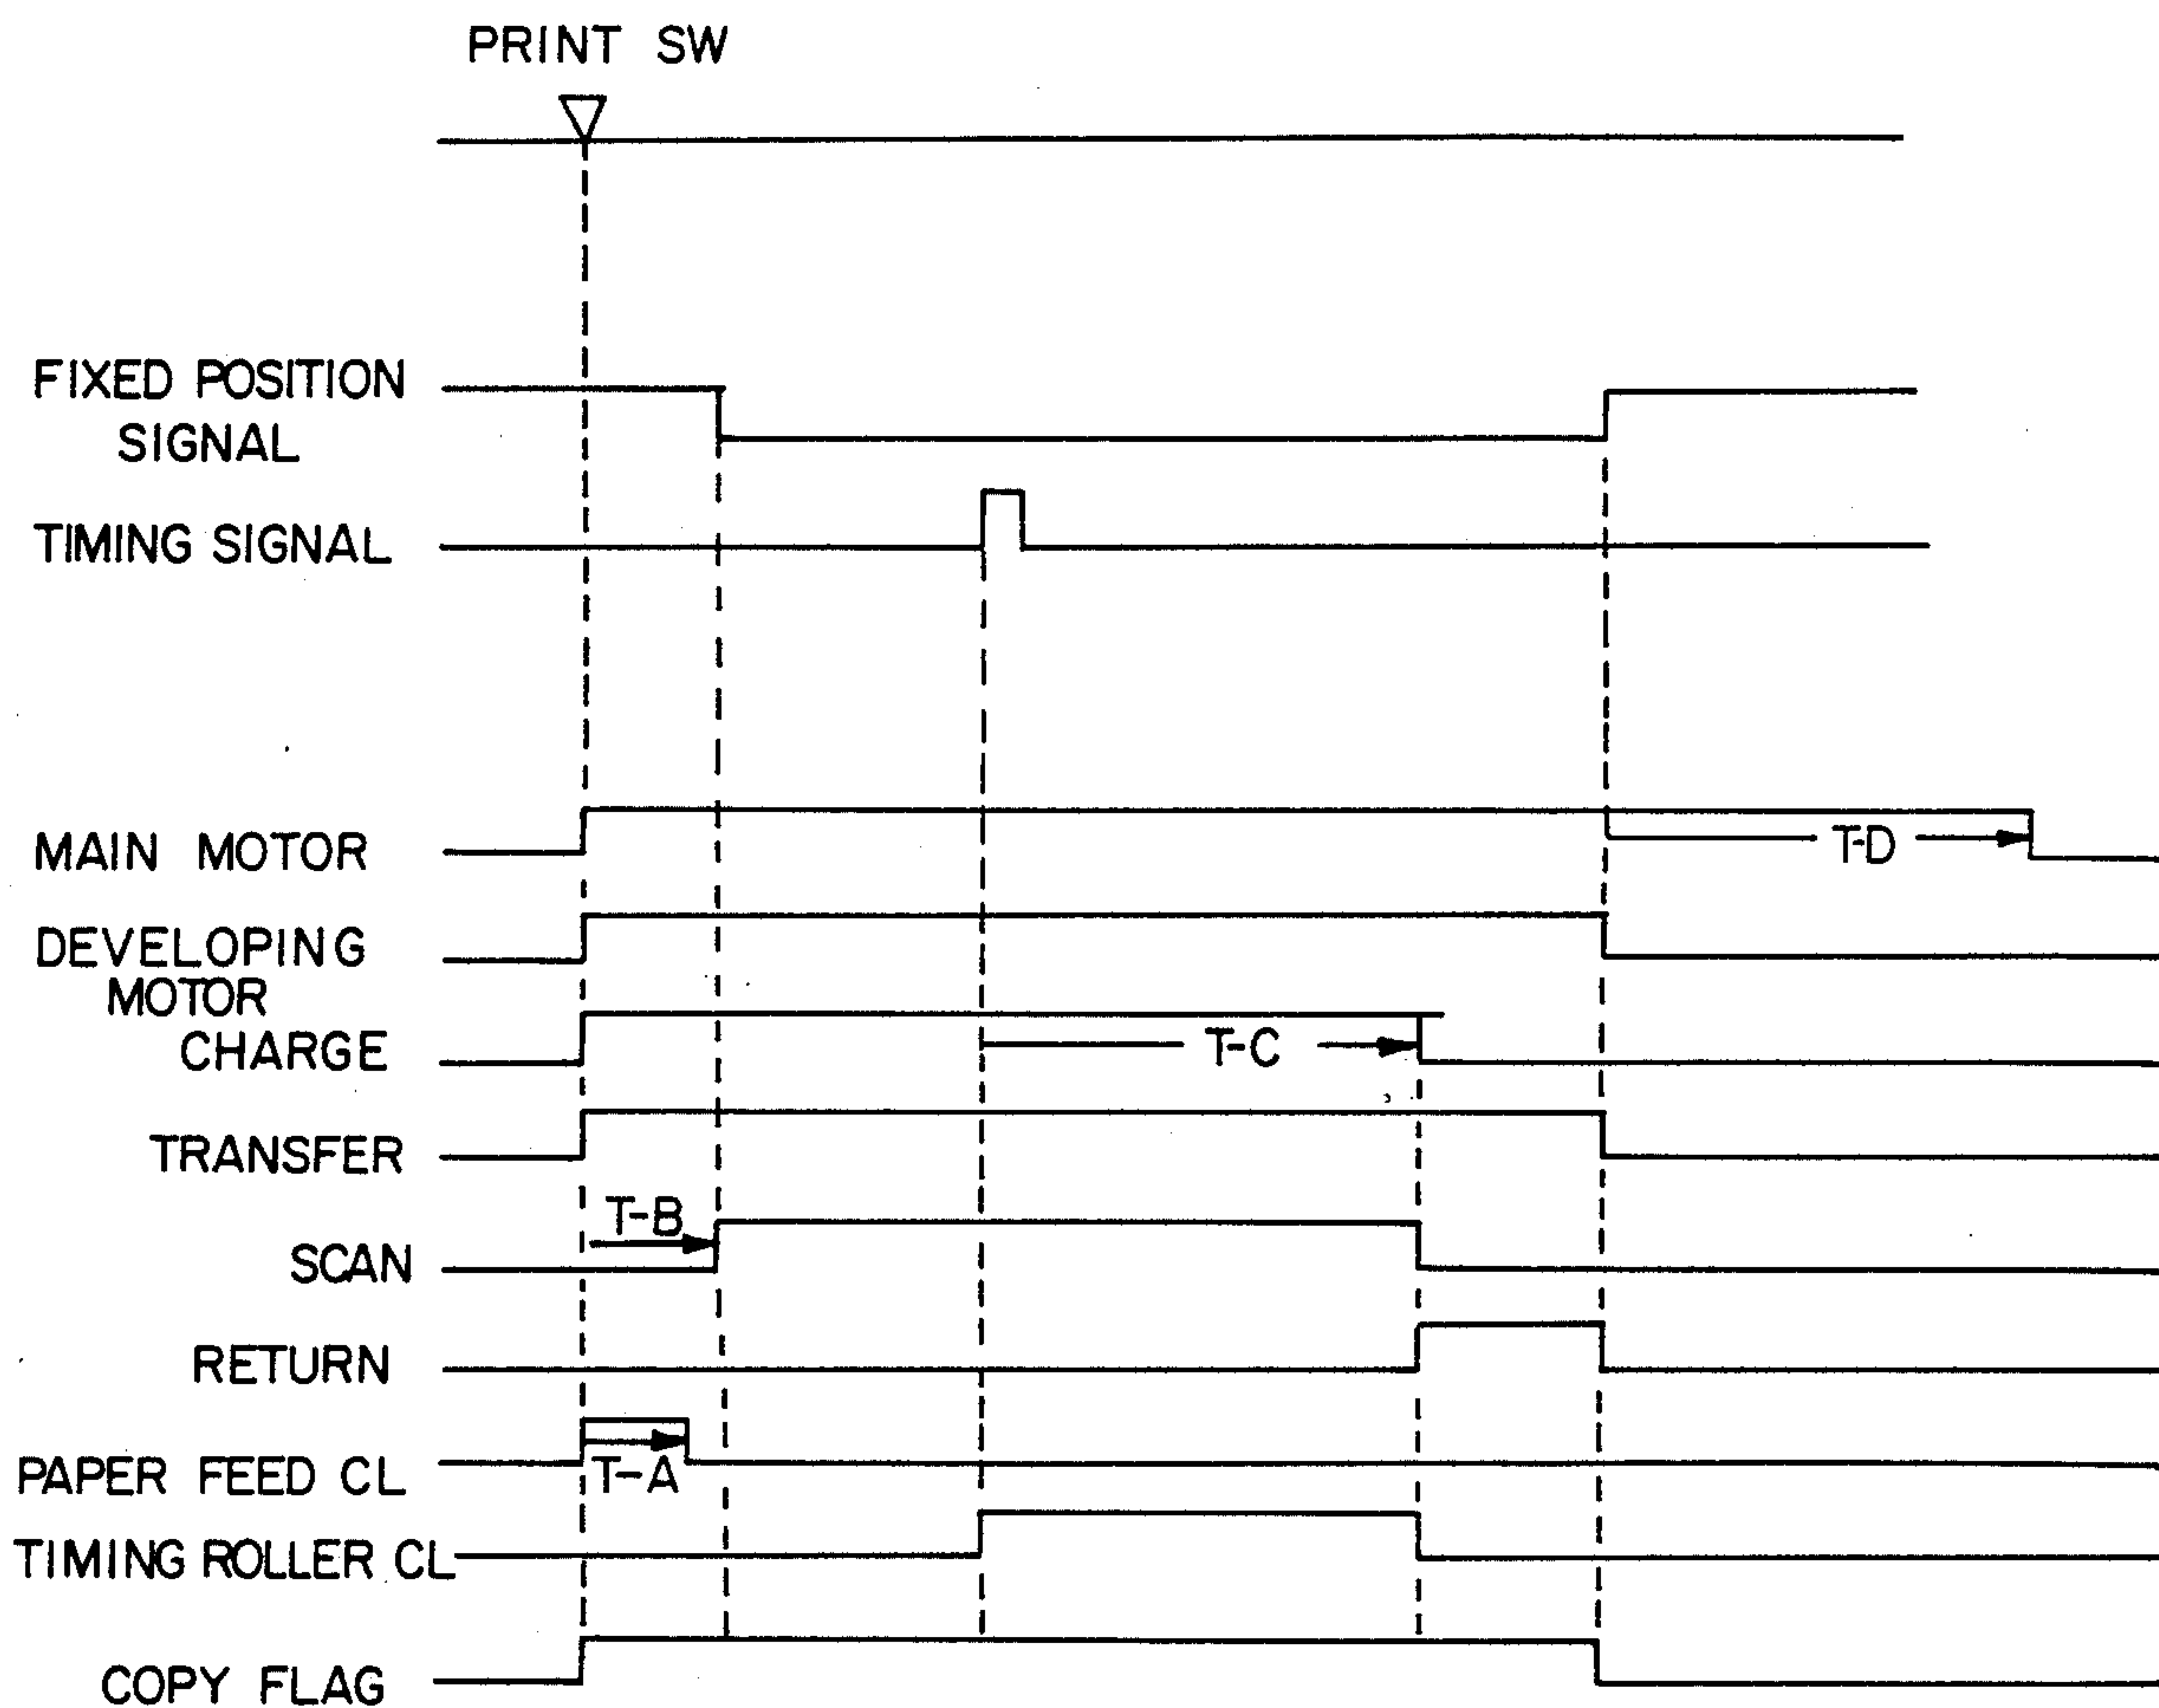 PRINT SW
FIXED POSITION
SIGNAL
TIMING SIGNAL
MAIN MOTOR
T-D
DEVELOPING
MOTOR
CHARGE
T-C
TRANSFER
T-B
SCAN
RETURN
PAPER FEED CL
T-A
TIMING ROLLER CL
COPY FLAG